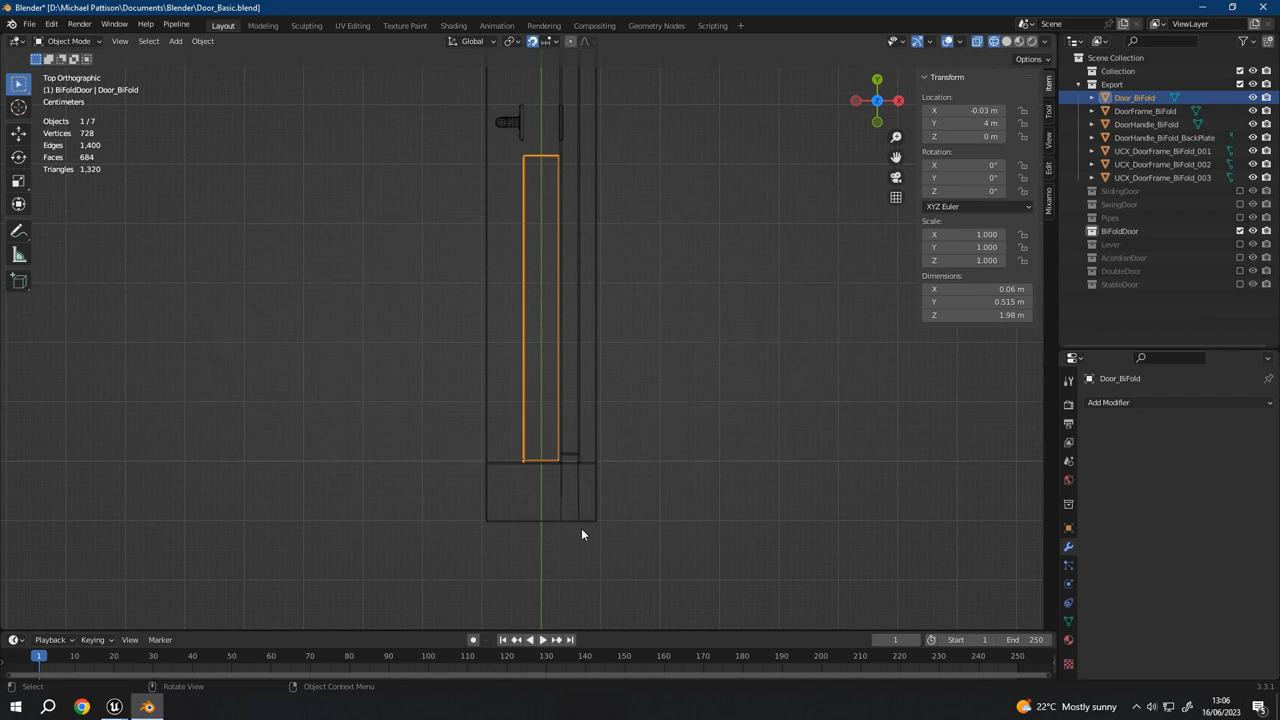 Blender* [D:\Michael Pattison\Documents\Blender\Door_Basic.blend]
File Edit Render Window Help Pipeline
Layout Modeling Sculpting UV Editing Texture Paint Shading Animation Rendering Compositing Geometry Nodes Scripting +
Scene
ViewLayer
Object Mode View Select Add Object
Global
Options
Top Orthographic
(1) BiFoldDoor | Door_BiFold
Centimeters
Objects 1 / 7
Vertices 728
Edges 1,400
Faces 684
Triangles 1,320
Y
Z
X
Transform
Location:
X -0.03 m
Y 4 m
Z 0 m
Rotation:
X 0°
Y 0°
Z 0°
XYZ Euler
Scale:
X 1.000
Y 1.000
Z 1.000
Dimensions:
X 0.06 m
Y 0.515 m
Z 1.98 m
Item
Tool
View
Edit
Mixamo
Scene Collection
Collection
Export
Door_BiFold
DoorFrame_BiFold
DoorHandle_BiFold
DoorHandle_BiFold_BackPlate
UCX_DoorFrame_BiFold_001
UCX_DoorFrame_BiFold_002
UCX_DoorFrame_BiFold_003
SlidingDoor
SwingDoor
Pipes
BiFoldDoor
Lever
AcordianDoor
DoubleDoor
StableDoor
Door_BiFold
Add Modifier
Playback Keying View Marker
1 Start 1 End 250
1 10 20 30 40 50 60 70 80 90 100 110 120 130 140 150 160 170 180 190 200 210 220 230 240 250
Select Rotate View Object Context Menu
3.3.1
22°C Mostly sunny
13:06
16/06/2023